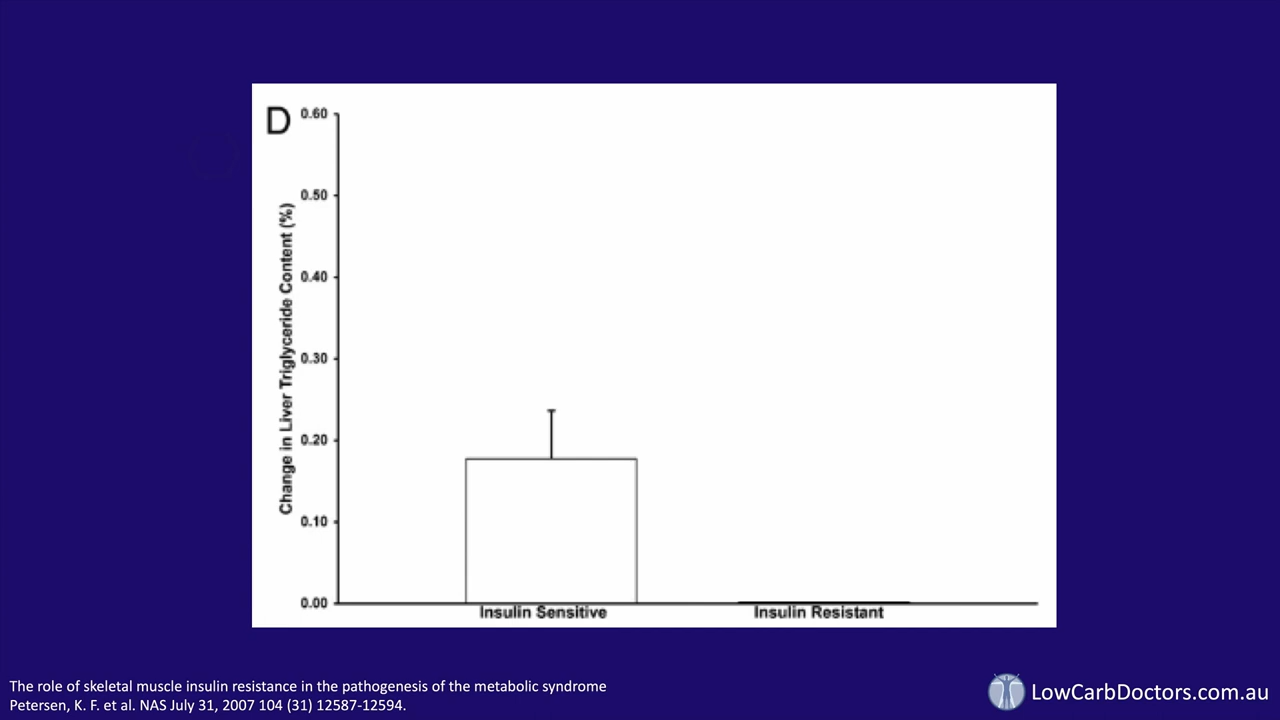 D
0.60
0.50
0.40
0.30
0.20
0.10
0.00
Change in Liver Triglyceride Content (%)
Insulin Sensitive
Insulin Resistant
The role of skeletal muscle insulin resistance in the pathogenesis of the metabolic syndrome
Petersen, K. F. et al. NAS July 31, 2007 104 (31) 12587-12594.
LowCarbDoctors.com.au